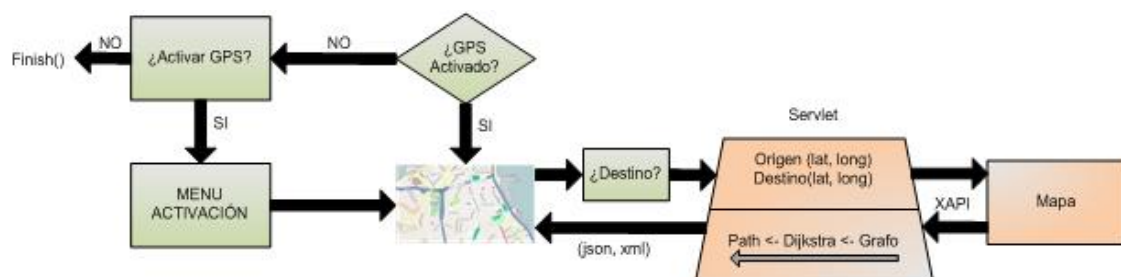 Finish()
NO
¿Activar GPS?
NO
¿GPS
Activado?
SI
SI
MENU
ACTIVACIÓN
¿Destino?
Servlet
Origen (lat, long)
Destino(lat, long)
XAPI
Mapa
(json, xml)
Path <- Dijkstra <- Grafo